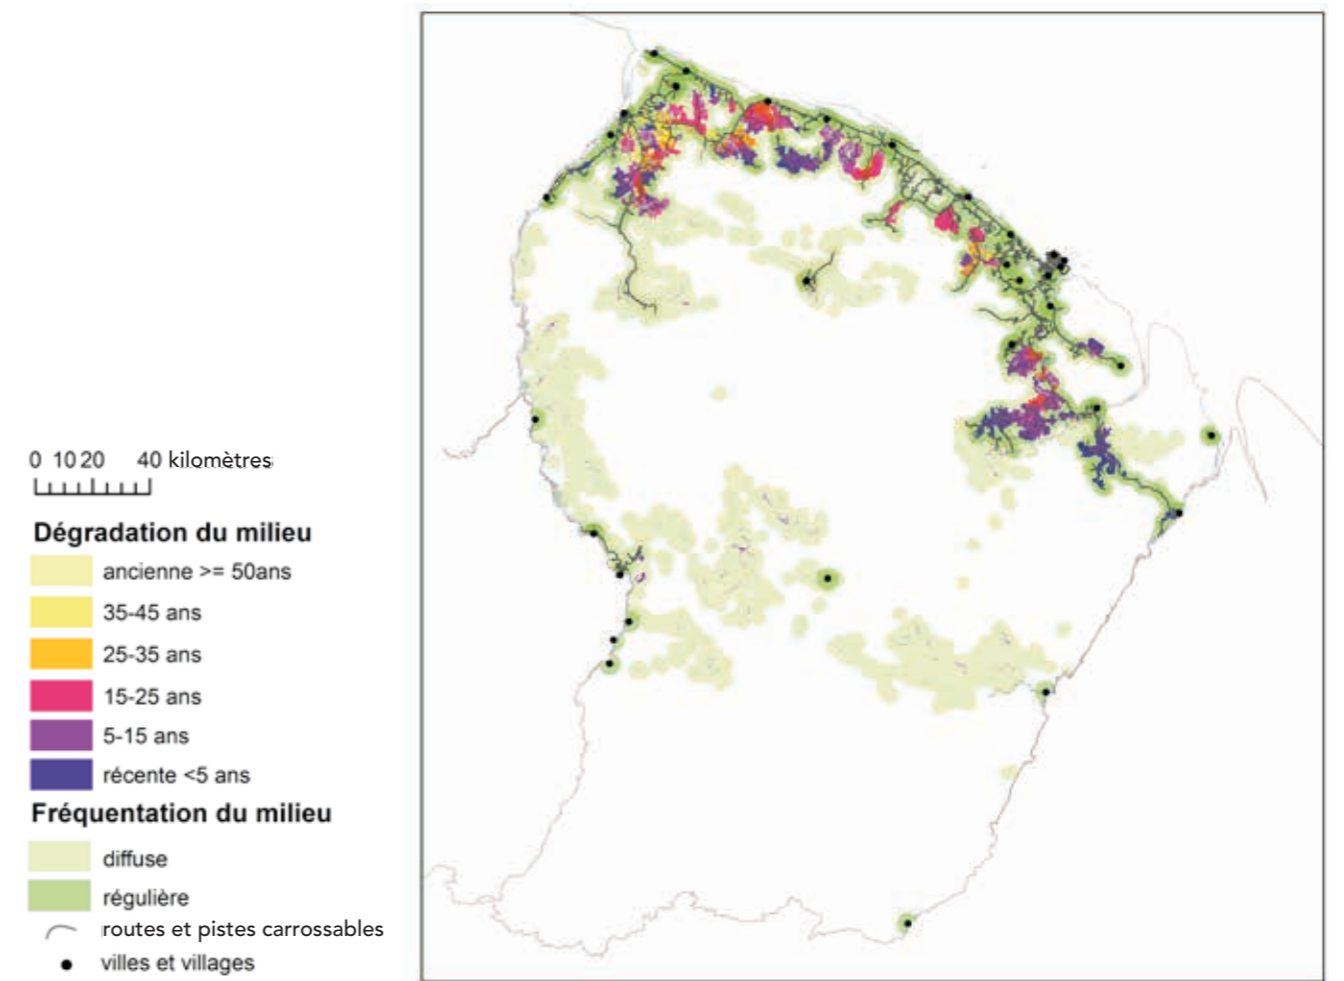 0 10 20 40 kilomètres
Dégradation du milieu
ancienne >= 50ans
35-45 ans
25-35 ans
15-25 ans
5-15 ans
récente <5 ans
Fréquentation du milieu
diffuse
régulière
routes et pistes carrossables
villes et villages